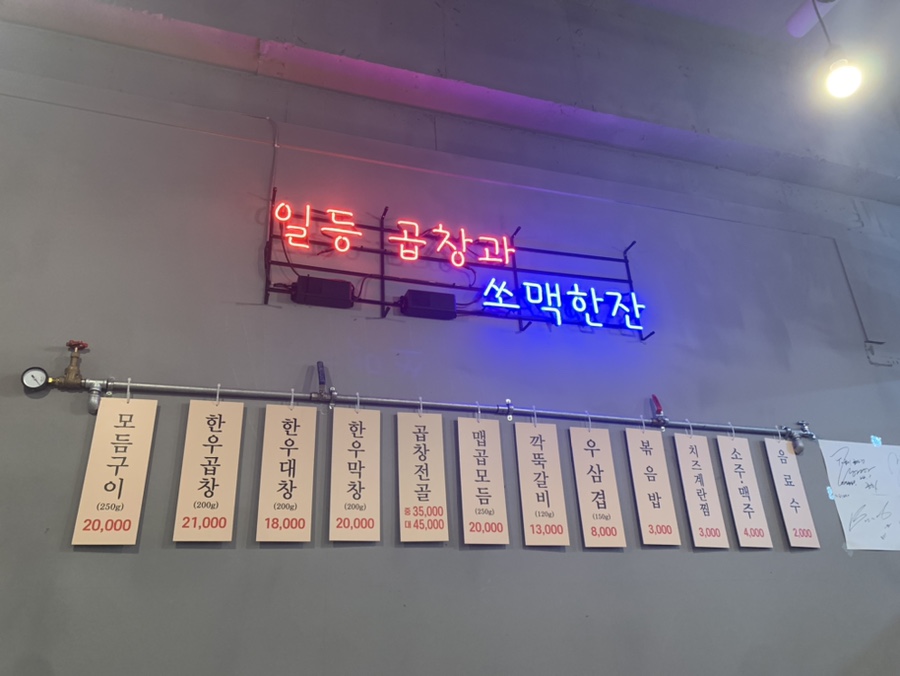 일등 곱창과
쏘맥한잔
모듬구이
(250g)
20,000
한우곱창
(200g)
21,000
한우대창
(200g)
18,000
한우막창
(200g)
20,000
곱창전골
중 35,000
대 45,000
맵곱모듬
(250g)
20,000
깍뚝갈비
(120g)
13,000
우삼겹
(150g)
8,000
볶음밥
3,000
치즈계란찜
3,000
소주·맥주
4,000
음료수
2,000